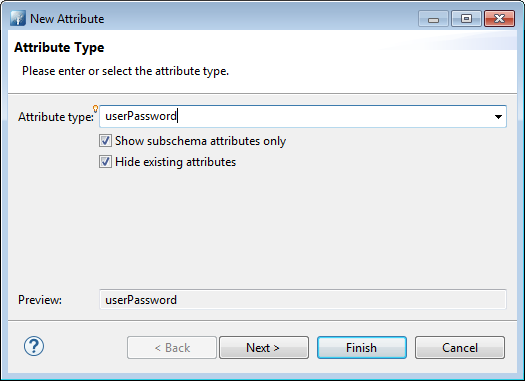 New Attribute
Attribute Type
Please enter or select the attribute type.
Attribute type: userPassword
Show subschema attributes only
Hide existing attributes
Preview: userPassword
? < Back Next > Finish Cancel